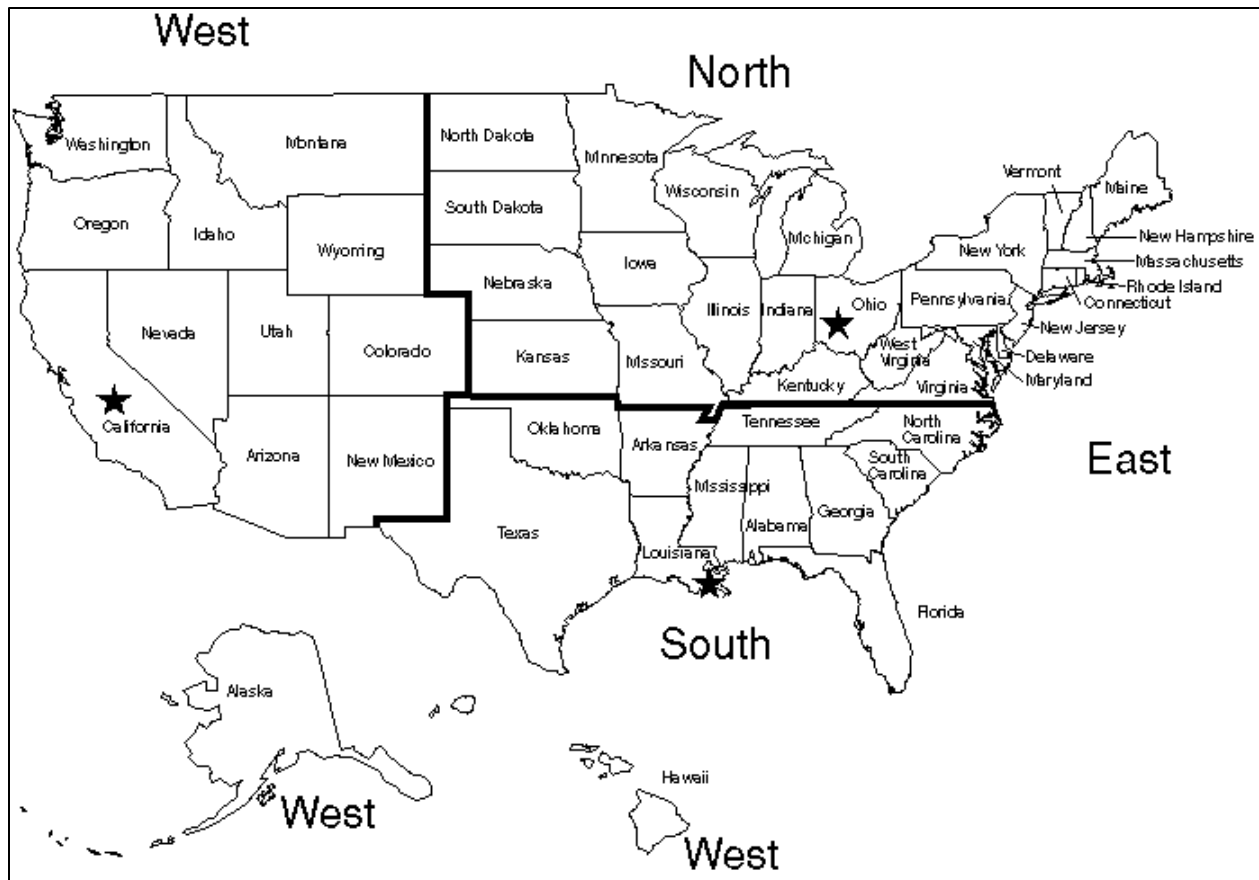 West
North
Washington
Montana
North Dakota
Minnesota
Vermont
Maine
Oregon
Idaho
Wyoming
South Dakota
Wisconsin
Michigan
New York
New Hampshire
Massachusetts
Rhode Island
Connecticut
Nebraska
Iowa
Illinois
Indiana
Ohio
Pennsylvania
New Jersey
Nevada
Utah
Colorado
Kansas
Missouri
West
Virginia
Delaware
Maryland
Kentucky
Virginia
California
Arizona
New Mexico
Oklahoma
Arkansas
Tennessee
North
Carolina
East
South
Carolina
Mississippi
Alabama
Georgia
Texas
Louisiana
Florida
South
Alaska
Hawaii
West
West